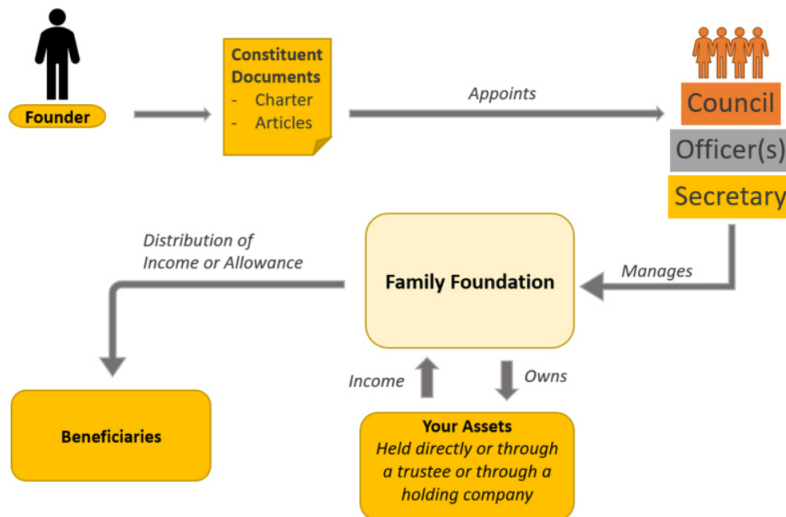 Founder
Constituent
Documents
- Charter
- Articles
Appoints
Council
Officer(s)
Secretary
Distribution of
Income or Allowance
Family Foundation
Manages
Income
Owns
Beneficiaries
Your Assets
Held directly or through
a trustee or through a
holding company